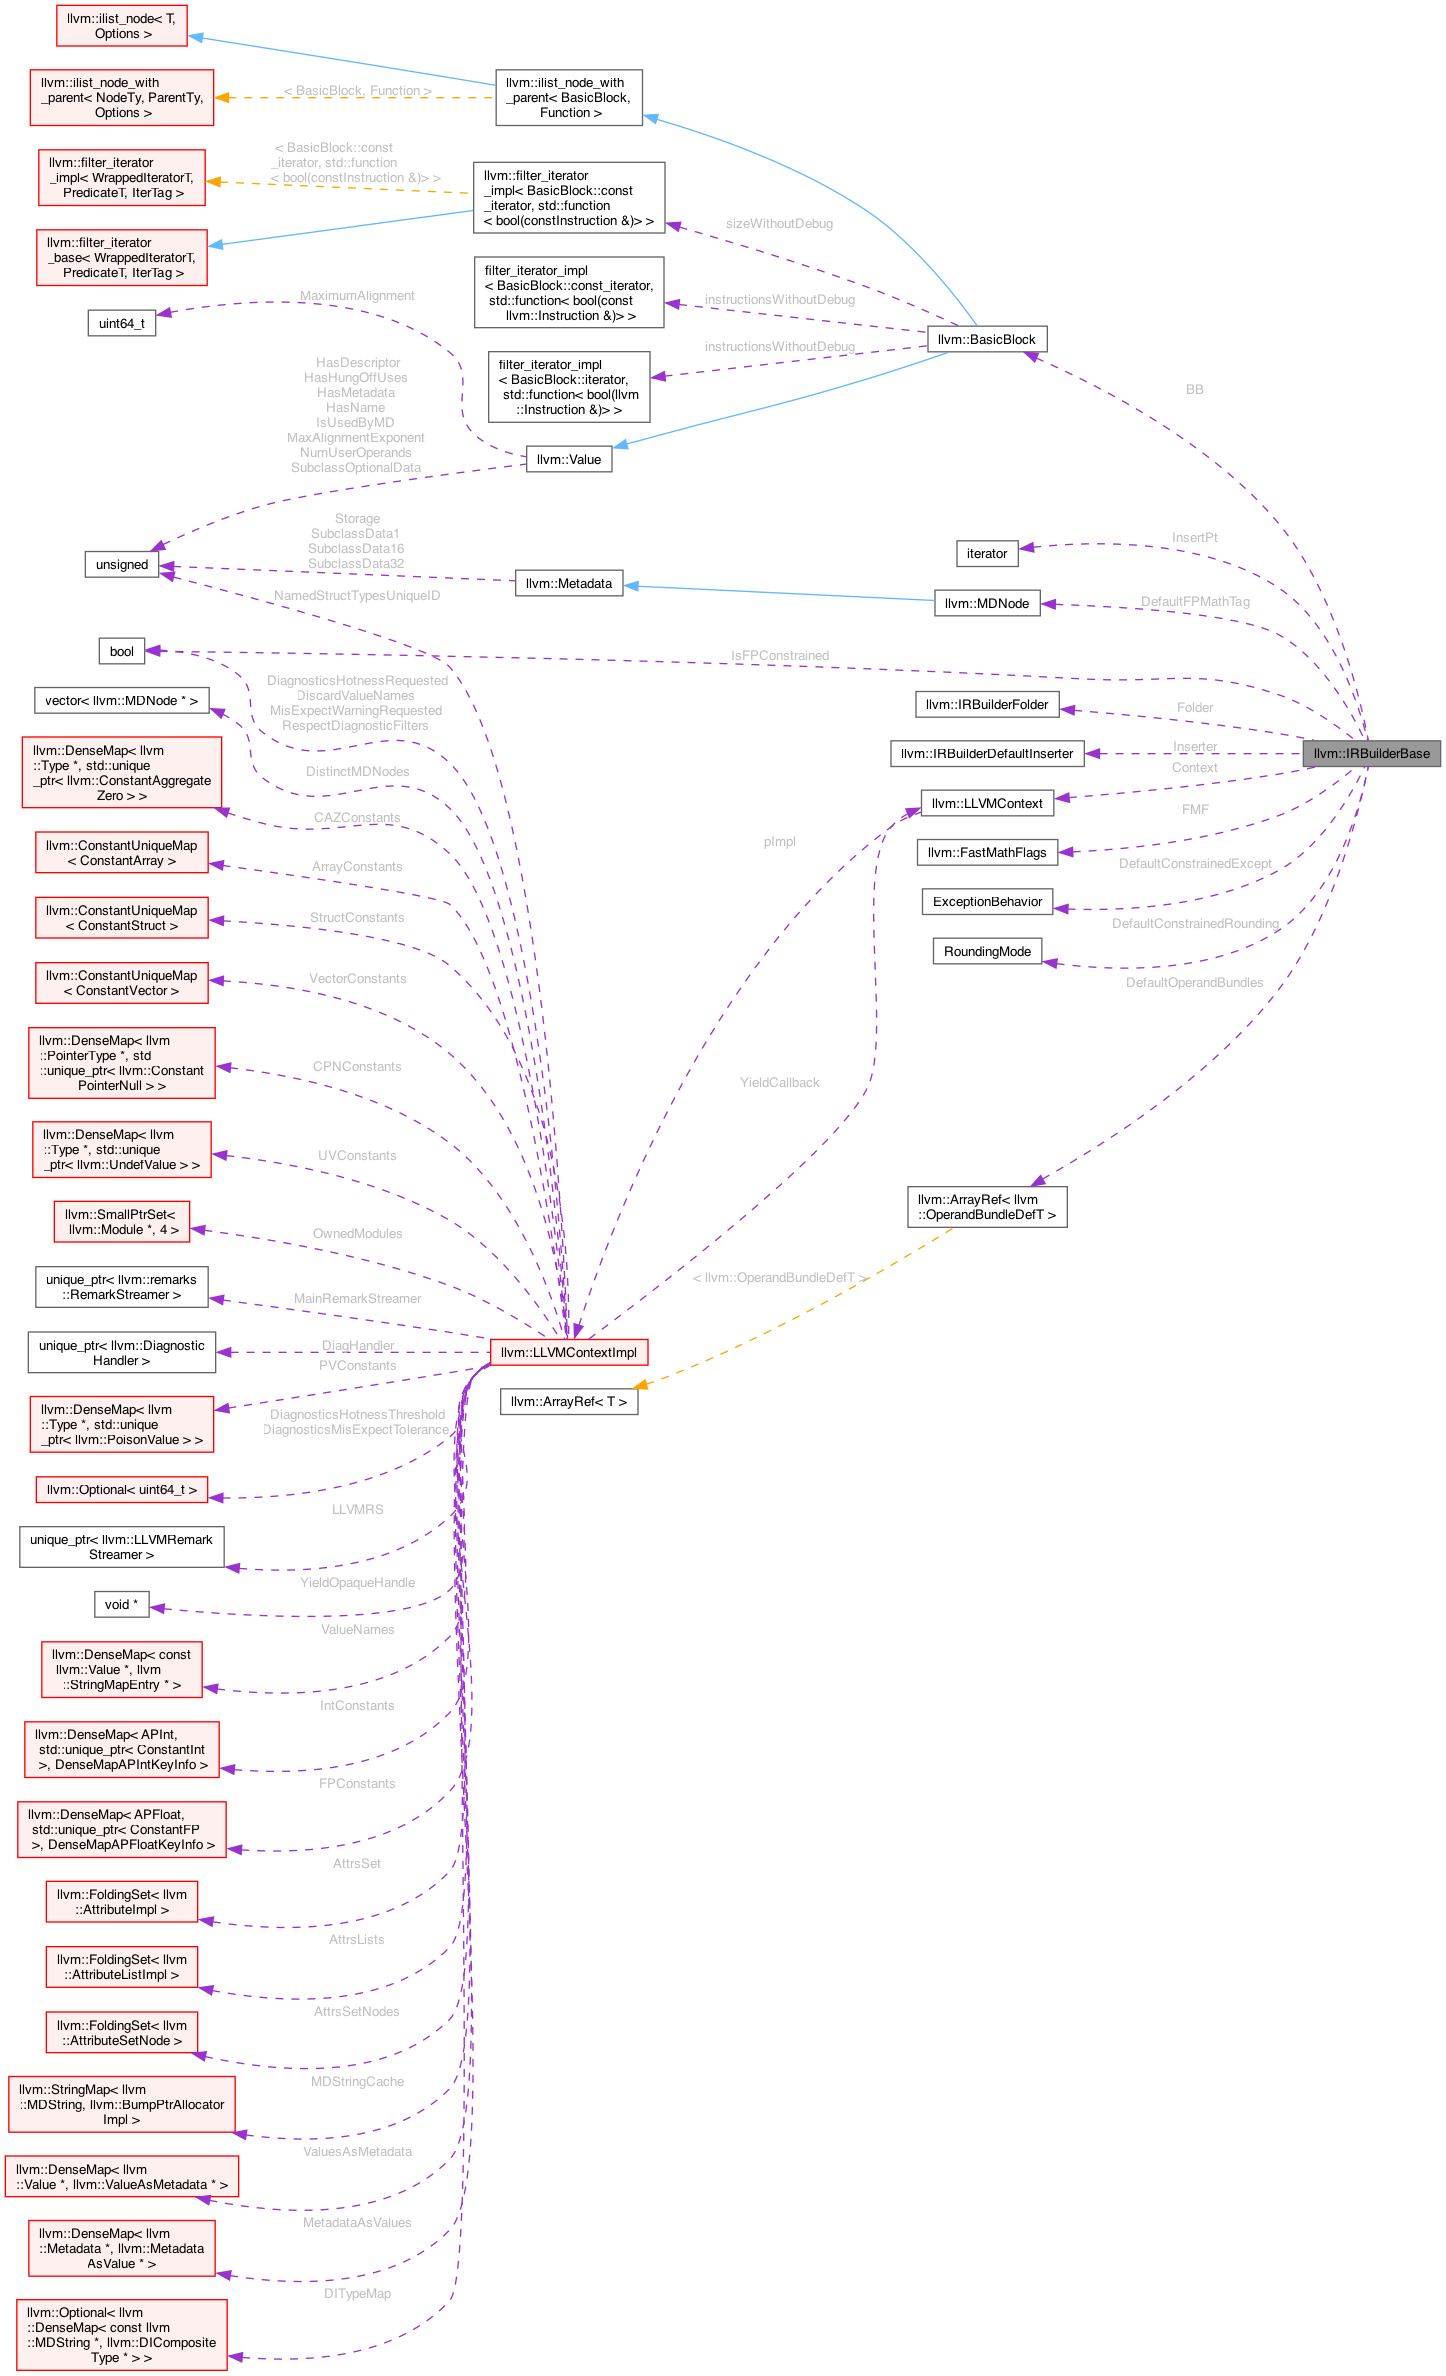 llvm::ilist_node< T,
Options >
llvm::ilist_node_with
_parent< NodeTy, ParentTy,
Options >
< BasicBlock, Function >
llvm::ilist_node_with
_parent< BasicBlock,
Function >
llvm::filter_iterator
_impl< WrappedIteratorT,
PredicateT, IterTag >
< BasicBlock::const
_iterator, std::function
< bool(constInstruction &)> >
llvm::filter_iterator
_impl< BasicBlock::const
_iterator, std::function
< bool(constInstruction &)> >
llvm::filter_iterator
_base< WrappedIteratorT,
PredicateT, IterTag >
sizeWithoutDebug
filter_iterator_impl
< BasicBlock::const_iterator,
std::function< bool(const
llvm::Instruction &)> >
instructionsWithoutDebug
llvm::BasicBlock
uint64_t
MaximumAlignment
instructionsWithoutDebug
filter_iterator_impl
< BasicBlock::iterator,
std::function< bool(llvm
::Instruction &)> >
HasDescriptor
HasHungOffUses
HasMetadata
HasName
IsUsedByMD
MaxAlignmentExponent
NumUserOperands
SubclassOptionalData
BB
llvm::Value
Storage
SubclassData1
SubclassData16
SubclassData32
unsigned
llvm::Metadata
iterator
InsertPt
llvm::MDNode
DefaultFPMathTag
NamedStructTypesUniqueID
bool
IsFPConstrained
DiagnosticsHotnessRequested
DiscardValueNames
MisExpectWarningRequested
RespectDiagnosticFilters
vector< llvm::MDNode * >
llvm::IRBuilderFolder
Folder
llvm::IRBuilderDefaultInserter
Inserter
llvm::IRBuilderBase
llvm::DenseMap< llvm
::Type *, std::unique
_ptr< llvm::ConstantAggregate
Zero > >
DistinctMDNodes
Context
llvm::LLVMContext
CAZConstants
FMF
pImpl
llvm::FastMathFlags
llvm::ConstantUniqueMap
< ConstantArray >
ArrayConstants
DefaultConstrainedExcept
ExceptionBehavior
llvm::ConstantUniqueMap
< ConstantStruct >
StructConstants
DefaultConstrainedRounding
RoundingMode
llvm::ConstantUniqueMap
< ConstantVector >
VectorConstants
DefaultOperandBundles
llvm::DenseMap< llvm
::PointerType *, std
::unique_ptr< llvm::Constant
PointerNull > >
CPNConstants
YieldCallback
llvm::DenseMap< llvm
::Type *, std::unique
_ptr< llvm::UndefValue > >
UVConstants
llvm::ArrayRef< llvm
::OperandBundleDefT >
llvm::SmallPtrSet<
llvm::Module *, 4 >
OwnedModules
< llvm::OperandBundleDefT >
unique_ptr< llvm::remarks
::RemarkStreamer >
MainRemarkStreamer
unique_ptr< llvm::Diagnostic
Handler >
DiagHandler
llvm::LLVMContextImpl
PVConstants
llvm::ArrayRef< T >
llvm::DenseMap< llvm
::Type *, std::unique
_ptr< llvm::PoisonValue > >
DiagnosticsHotnessThreshold
DiagnosticsMisExpectTolerance
llvm::Optional< uint64_t >
LLVMRS
unique_ptr< llvm::LLVMRemark
Streamer >
YieldOpaqueHandle
void *
ValueNames
llvm::DenseMap< const
llvm::Value *, llvm
::StringMapEntry * >
IntConstants
llvm::DenseMap< APInt,
std::unique_ptr< ConstantInt
>, DenseMapAPIntKeyInfo >
FPConstants
llvm::DenseMap< APFloat,
std::unique_ptr< ConstantFP
>, DenseMapAPFloatKeyInfo >
AttrsSet
llvm::FoldingSet< llvm
::AttributeImpl >
AttrsLists
llvm::FoldingSet< llvm
::AttributeListImpl >
AttrsSetNodes
llvm::FoldingSet< llvm
::AttributeSetNode >
MDStringCache
llvm::StringMap< llvm
::MDString, llvm::BumpPtrAllocator
Impl >
ValuesAsMetadata
llvm::DenseMap< llvm
::Value *, llvm::ValueAsMetadata * >
MetadataAsValues
llvm::DenseMap< llvm
::Metadata *, llvm::Metadata
AsValue * >
DITypeMap
llvm::Optional< llvm
::DenseMap< const llvm
::MDString *, llvm::DIComposite
Type * > >